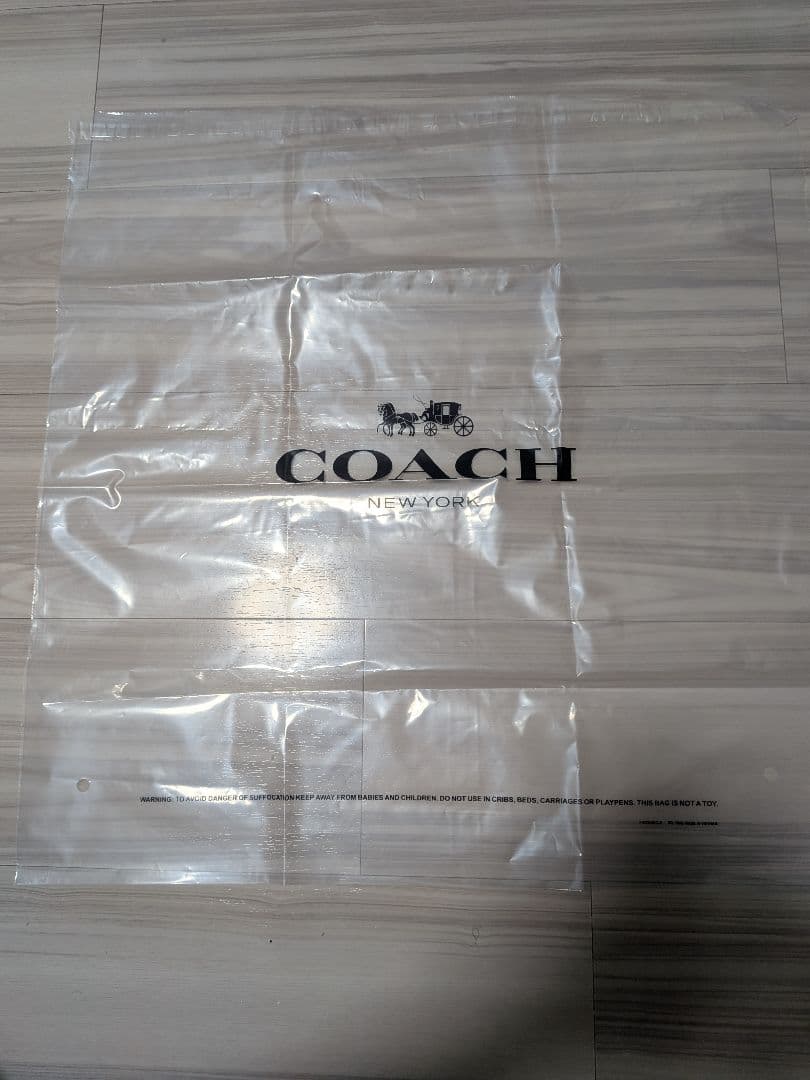 COACH
NEW YORK
WARNING: TO AVOID DANGER OF SUFFOCATION KEEP AWAY FROM BABIES AND CHILDREN. DO NOT USE IN CRIBS, BEDS, CARRIAGES OR PLAYPENS. THIS BAG IS NOT A TOY.